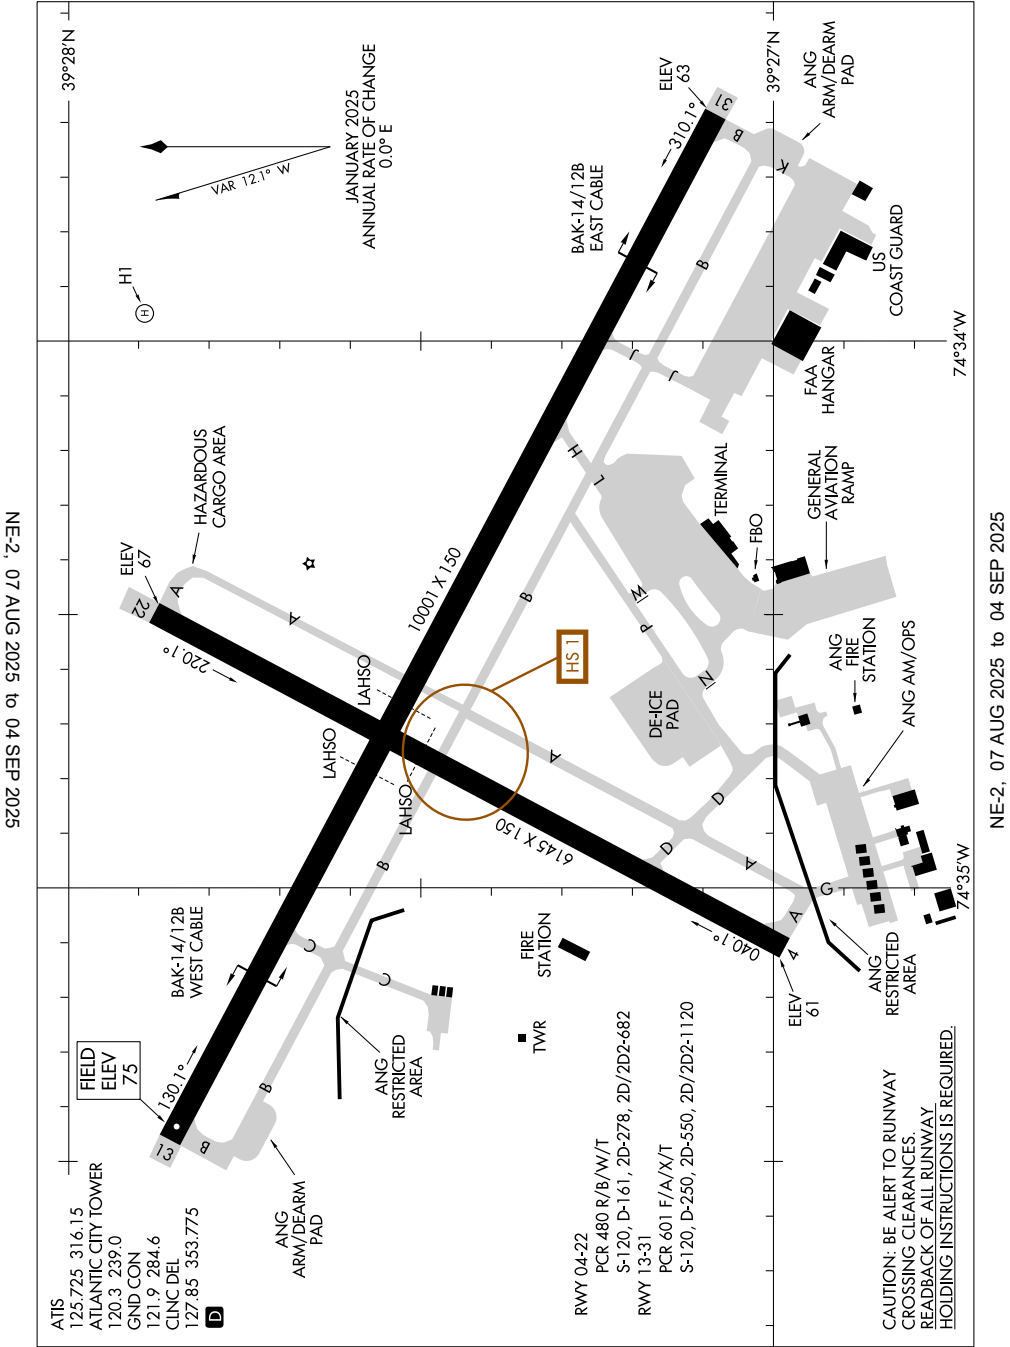 NE-2, 07 AUG 2025 to 04 SEP 2025
ATIS
125.725 316.15
ATLANTIC CITY TOWER
120.3 239.0
GND CON
121.9 284.6
CLNC DEL
127.85 353.775
D
39°28'N
39°27'N
74°34'W
74°35'W
JANUARY 2025
ANNUAL RATE OF CHANGE
0.0° E
VAR 12.1° W
H1
H
FIELD
ELEV
75
13
130.1°
BAK-14/12B
WEST CABLE
10001 X 150
BAK-14/12B
EAST CABLE
310.1°
31
ELEV
63
ELEV
67
22
220.1°
6145 X 150
040.1°
4
ELEV
61
HAZARDOUS
CARGO AREA
LAHSO
LAHSO
LAHSO
HS 1
ANG
ARM/DEARM
PAD
ANG
ARM/DEARM
PAD
ANG
RESTRICTED
AREA
ANG
RESTRICTED
AREA
TWR
FIRE
STATION
DE-ICE
PAD
TERMINAL
FBO
GENERAL
AVIATION
RAMP
FAA
HANGAR
US
COAST GUARD
ANG
FIRE
STATION
ANG AM/OPS
A
A
A
A
A
B
B
B
B
B
B
C
C
D
D
G
H
J
J
K
L
M
N
P
RWY 04-22
PCR 480 R/B/W/T
S-120, D-161, 2D-278, 2D/2D2-682
RWY 13-31
PCR 601 F/A/X/T
S-120, D-250, 2D-550, 2D/2D2-1120
CAUTION: BE ALERT TO RUNWAY
CROSSING CLEARANCES.
READBACK OF ALL RUNWAY
HOLDING INSTRUCTIONS IS REQUIRED.
NE-2, 07 AUG 2025 to 04 SEP 2025